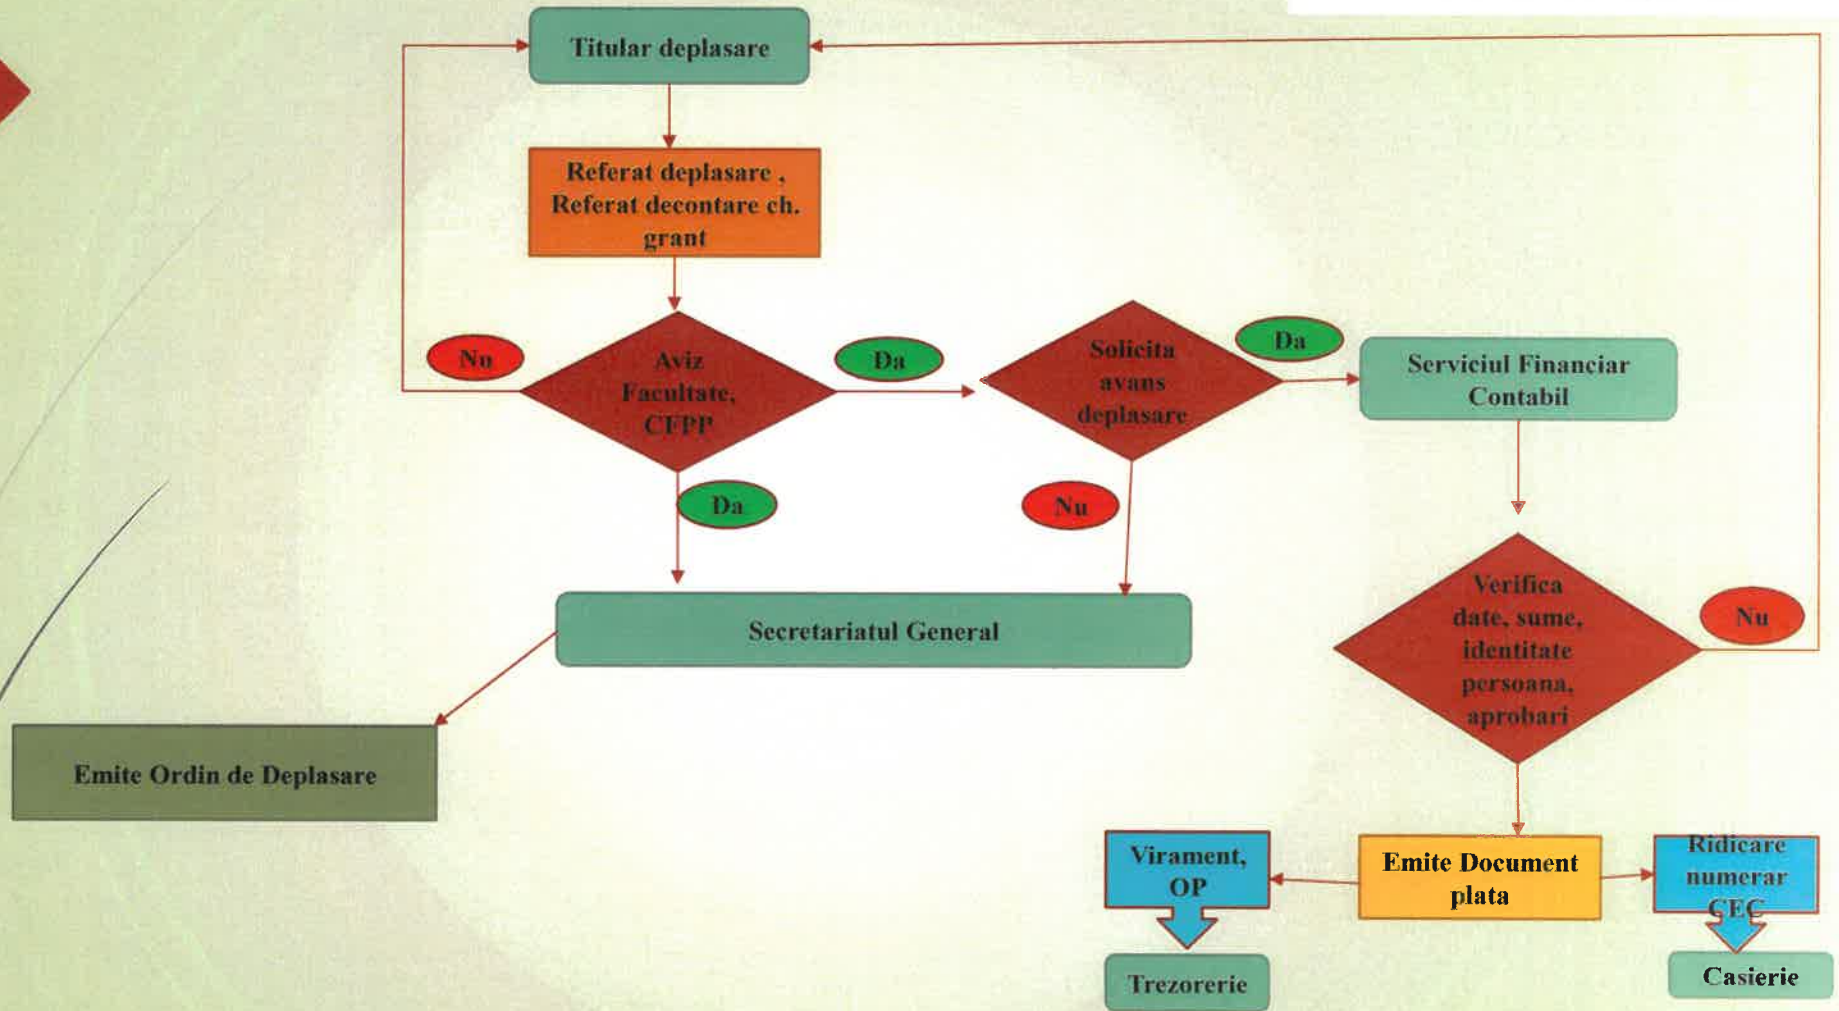 Titular deplasare
Referat deplasare ,
Referat decontare ch.
grant
Nu
Aviz
Facultate,
CFPP
Da
Solicita
avans
deplasare
Da
Serviciul Financiar
Contabil
Da
Nu
Verifica
date, sume,
identitate
persoana,
aprobari
Nu
Secretariatul General
Emite Ordin de Deplasare
Virament,
OP
Emite Document
plata
Ridicare
numerar
CEC
Trezorerie
Casierie